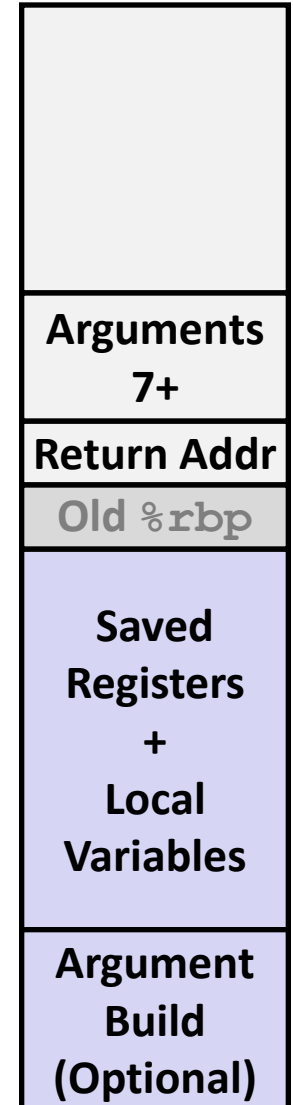 Arguments
7+
Return Addr
Old %rbp
Saved
Registers
+
Local
Variables
Argument
Build
(Optional)